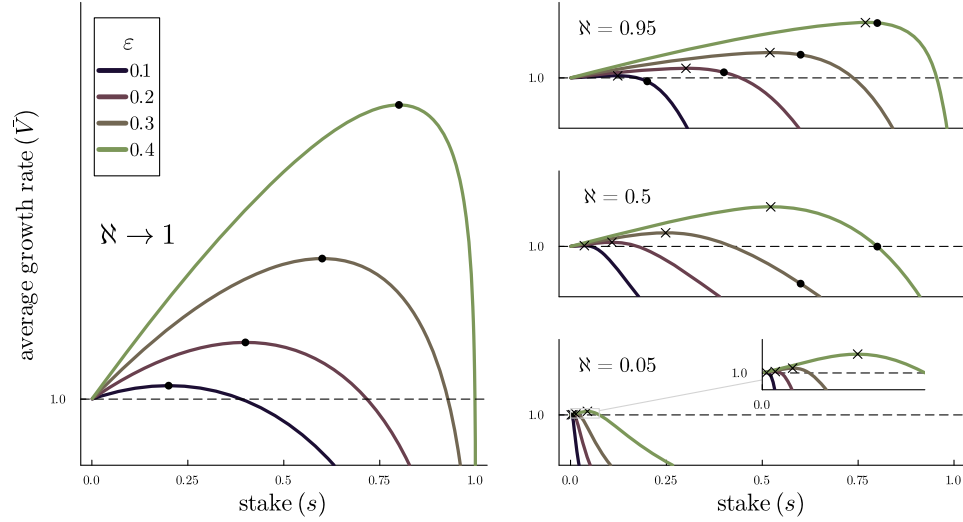 average growth rate (V̄)
ε
0.1
0.2
0.3
0.4
ℵ → 1
1.0
0.0
0.25
0.5
0.75
1.0
stake (s)
ℵ = 0.95
1.0
ℵ = 0.5
1.0
ℵ = 0.05
1.0
0.0
1.0
0.0
0.25
0.5
0.75
1.0
stake (s)